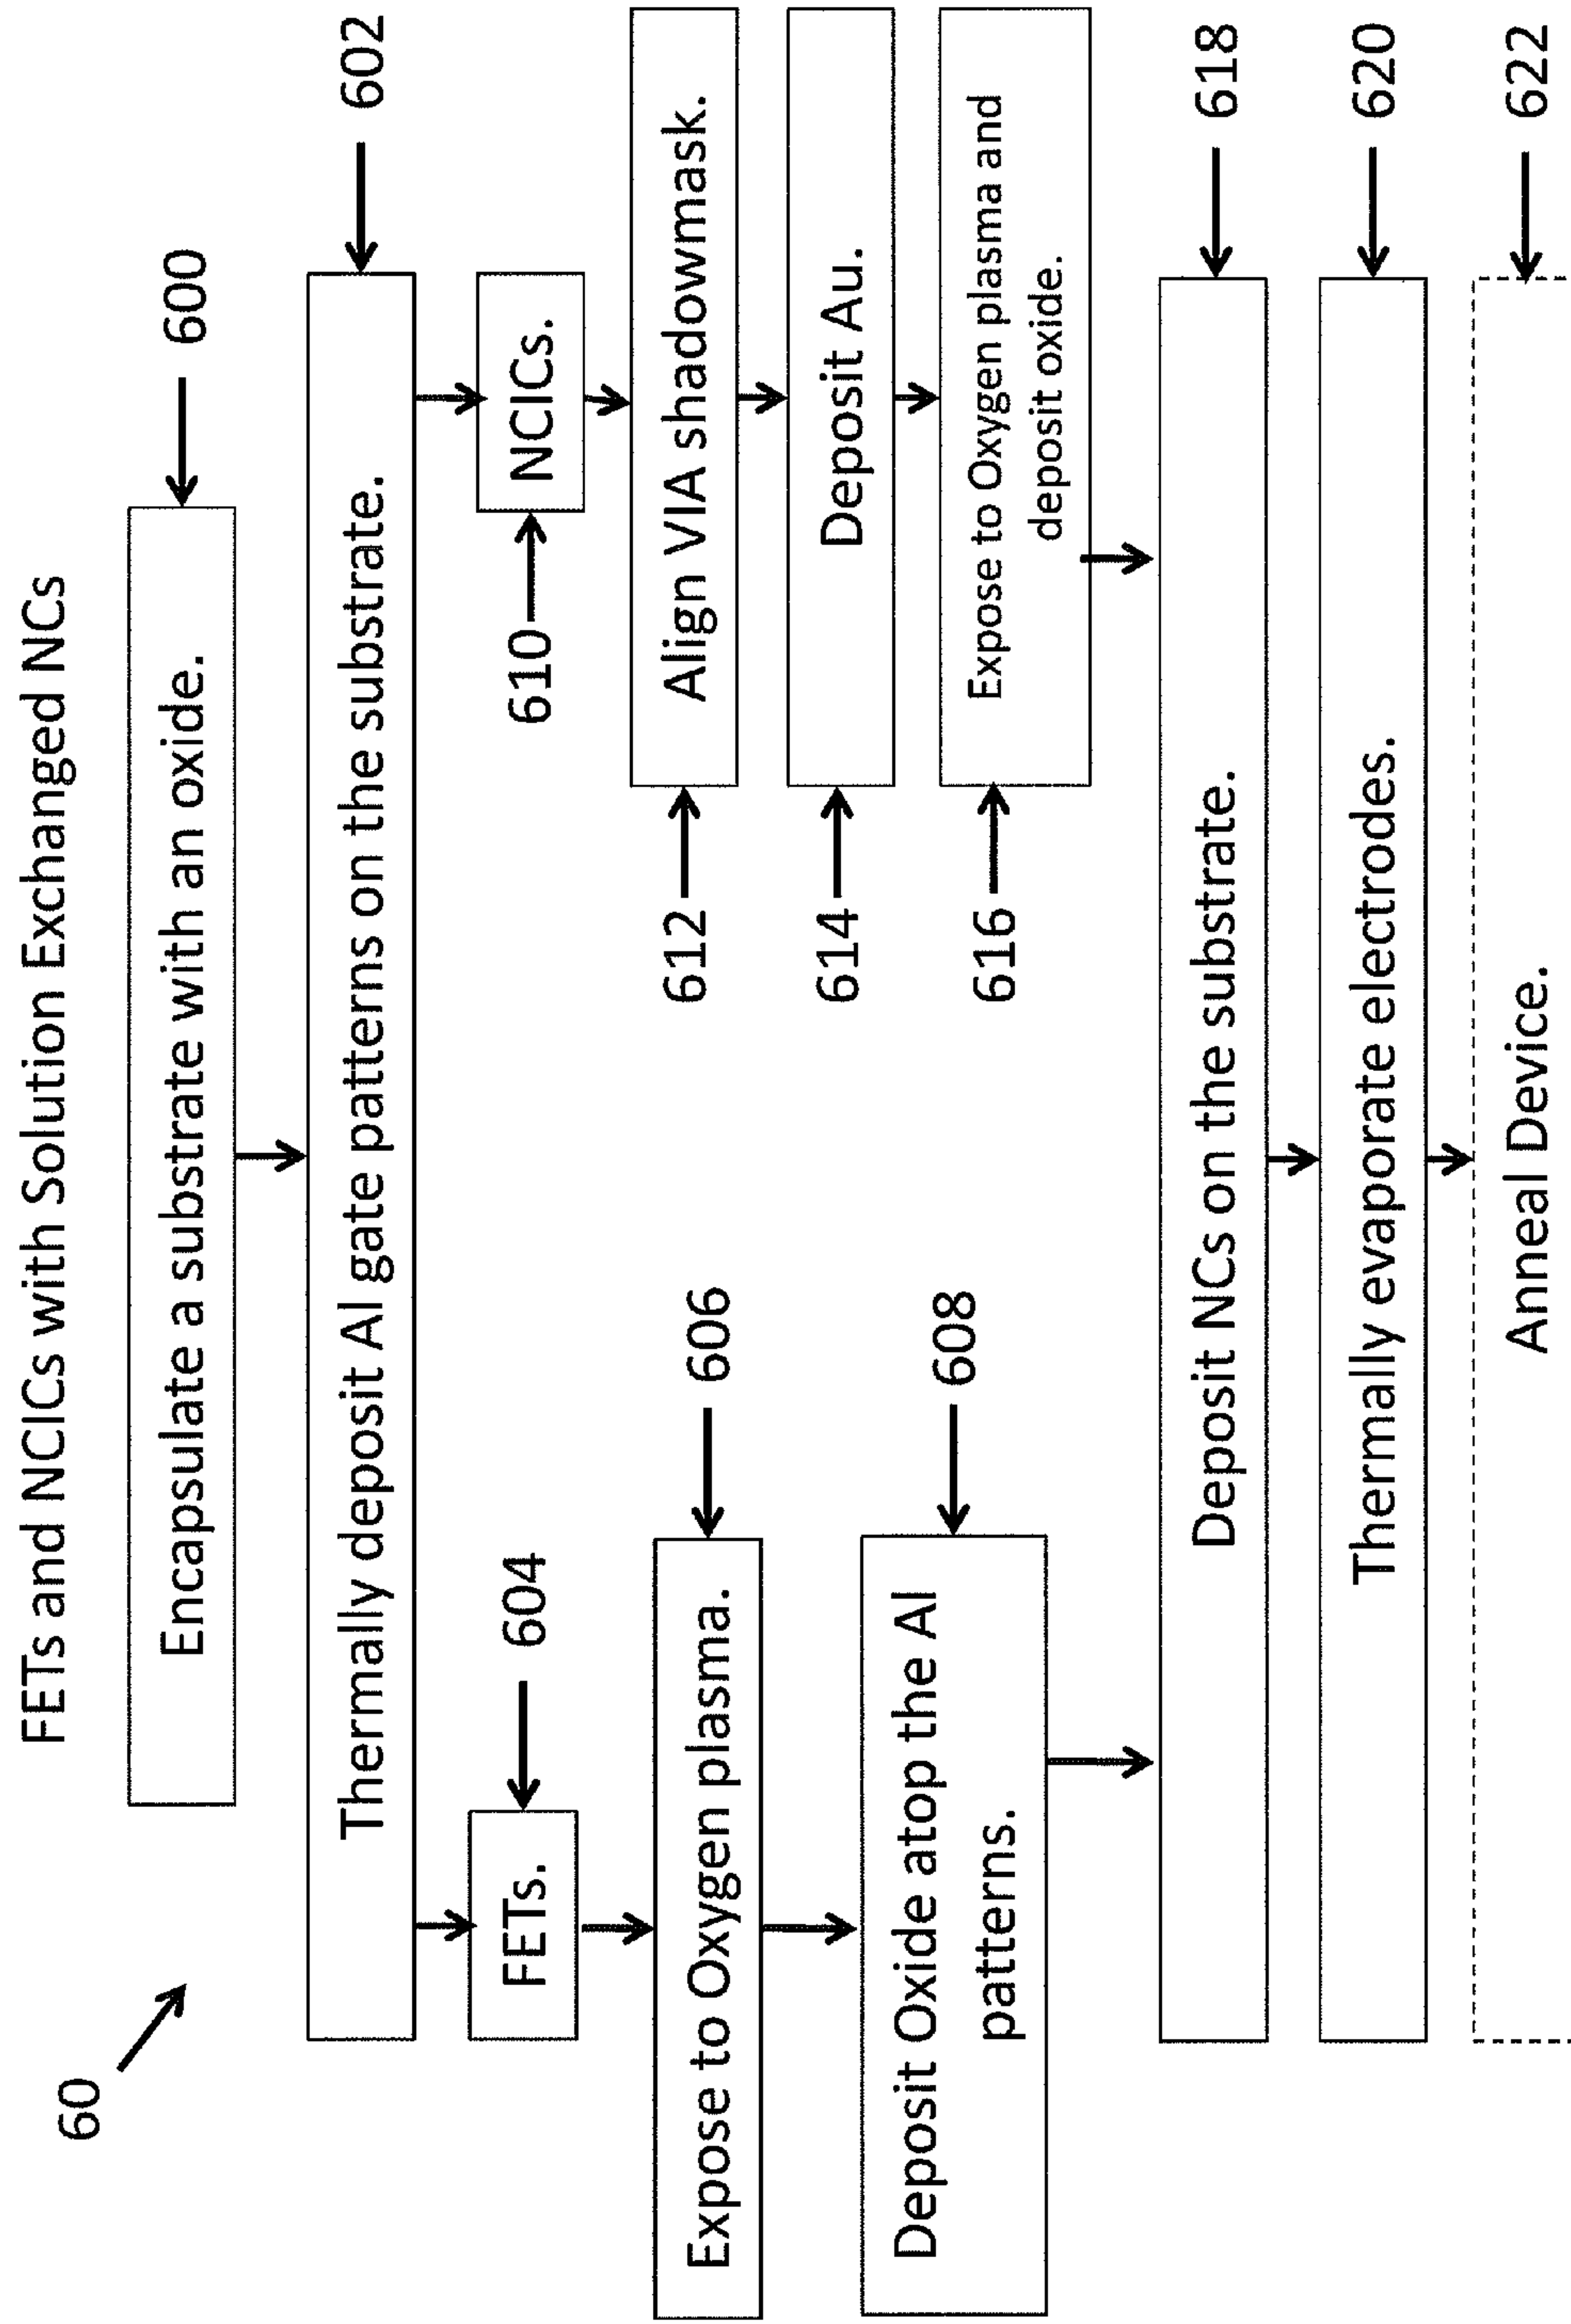 FETs and NCICs with Solution Exchanged NCs
60
Encapsulate a substrate with an oxide.
600
Thermally deposit Al gate patterns on the substrate.
602
FETs.
604
Expose to Oxygen plasma.
606
Deposit Oxide atop the Al
patterns.
608
610
NCICs.
612
Align VIA shadowmask.
614
Deposit Au.
616
Expose to Oxygen plasma and
deposit oxide.
Deposit NCs on the substrate.
618
Thermally evaporate electrodes.
620
Anneal Device.
622